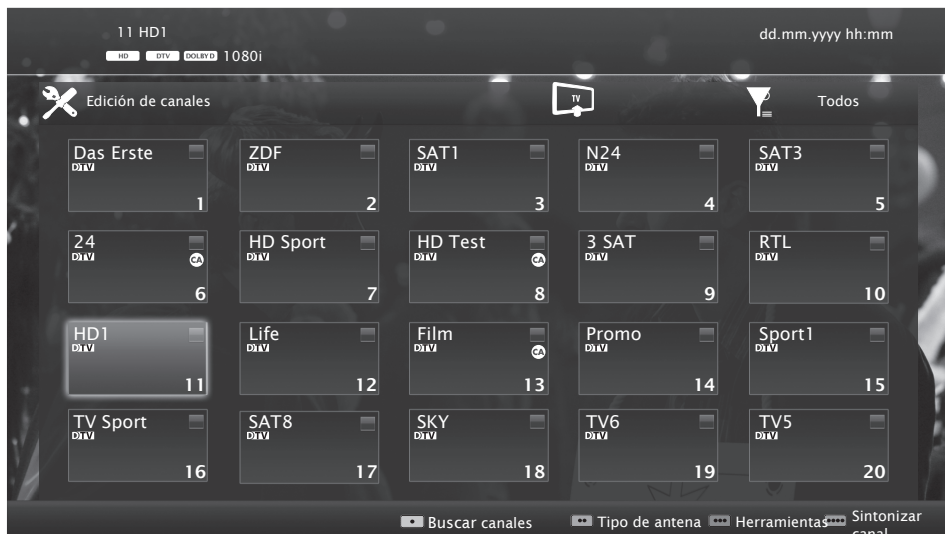 11 HD1
dd.mm.yyyy hh:mm
HD DTV DOLBY D 1080i
Edición de canales
TV
Todos
Das Erste ZDF SAT1 N24 SAT3
DTV DTV DTV DTV DTV
1 2 3 4 5
24 HD Sport HD Test 3 SAT RTL
DTV DTV DTV DTV DTV
CA CA
6 7 8 9 10
HD1 Life Film Promo Sport1
DTV DTV DTV DTV DTV
CA
11 12 13 14 15
TV Sport SAT8 SKY TV6 TV5
DTV DTV DTV DTV DTV
16 17 18 19 20
Buscar canales Tipo de antena Herramientas Sintonizar
canal